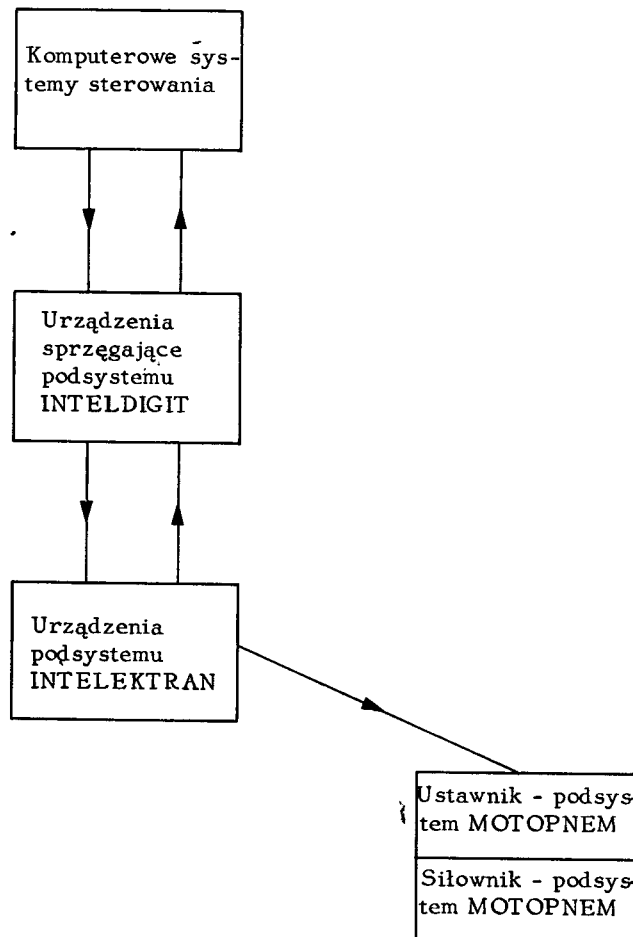 Komputerowe sys-
temy sterowania
Urządzenia
sprzęgające
podsystemu
INTELDIGIT
Urządzenia
podsystemu
INTELEKTRAN
Ustawnik - podsys-
tem MOTOPNEM
Siłownik - podsys-
tem MOTOPNEM